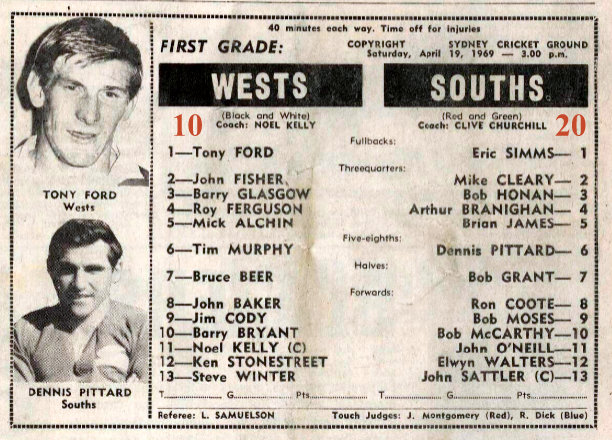 40 minutes each way. Time off for injuries
FIRST GRADE:
COPYRIGHT SYDNEY CRICKET GROUND
Saturday, April 19, 1969 — 3.00 p.m.
WESTS SOUTHS
(Black and White) (Red and Green)
10 Coach: NOEL KELLY Coach: CLIVE CHURCHILL 20
Fullbacks:
1—Tony FORD Eric SIMMS— 1
Threequarters:
2—John FISHER Mike CLEARY— 2
3—Barry GLASGOW Bob HONAN— 3
4—Roy FERGUSON Arthur BRANIGHAN— 4
5—Mick ALCHIN Brian JAMES— 5
Five-eighths:
6—Tim MURPHY Dennis PITTARD— 6
Halves:
7—Bruce BEER Bob GRANT— 7
Forwards:
8—John BAKER Ron COOTE— 8
9—Jim CODY Bob MOSES— 9
10—Barry BRYANT Bob McCARTHY—10
11—Noel KELLY (C) John O'NEILL—11
12—Ken STONESTREET Elwyn WALTERS—12
13—Steve WINTER John SATTLER (C)—13
T............ G............ Pts............ T............ G............ Pts............
Referee: L. SAMUELSON Touch Judges: J. Montgomery (Red), R. Dick (Blue)
TONY FORD
Wests
DENNIS PITTARD
Souths